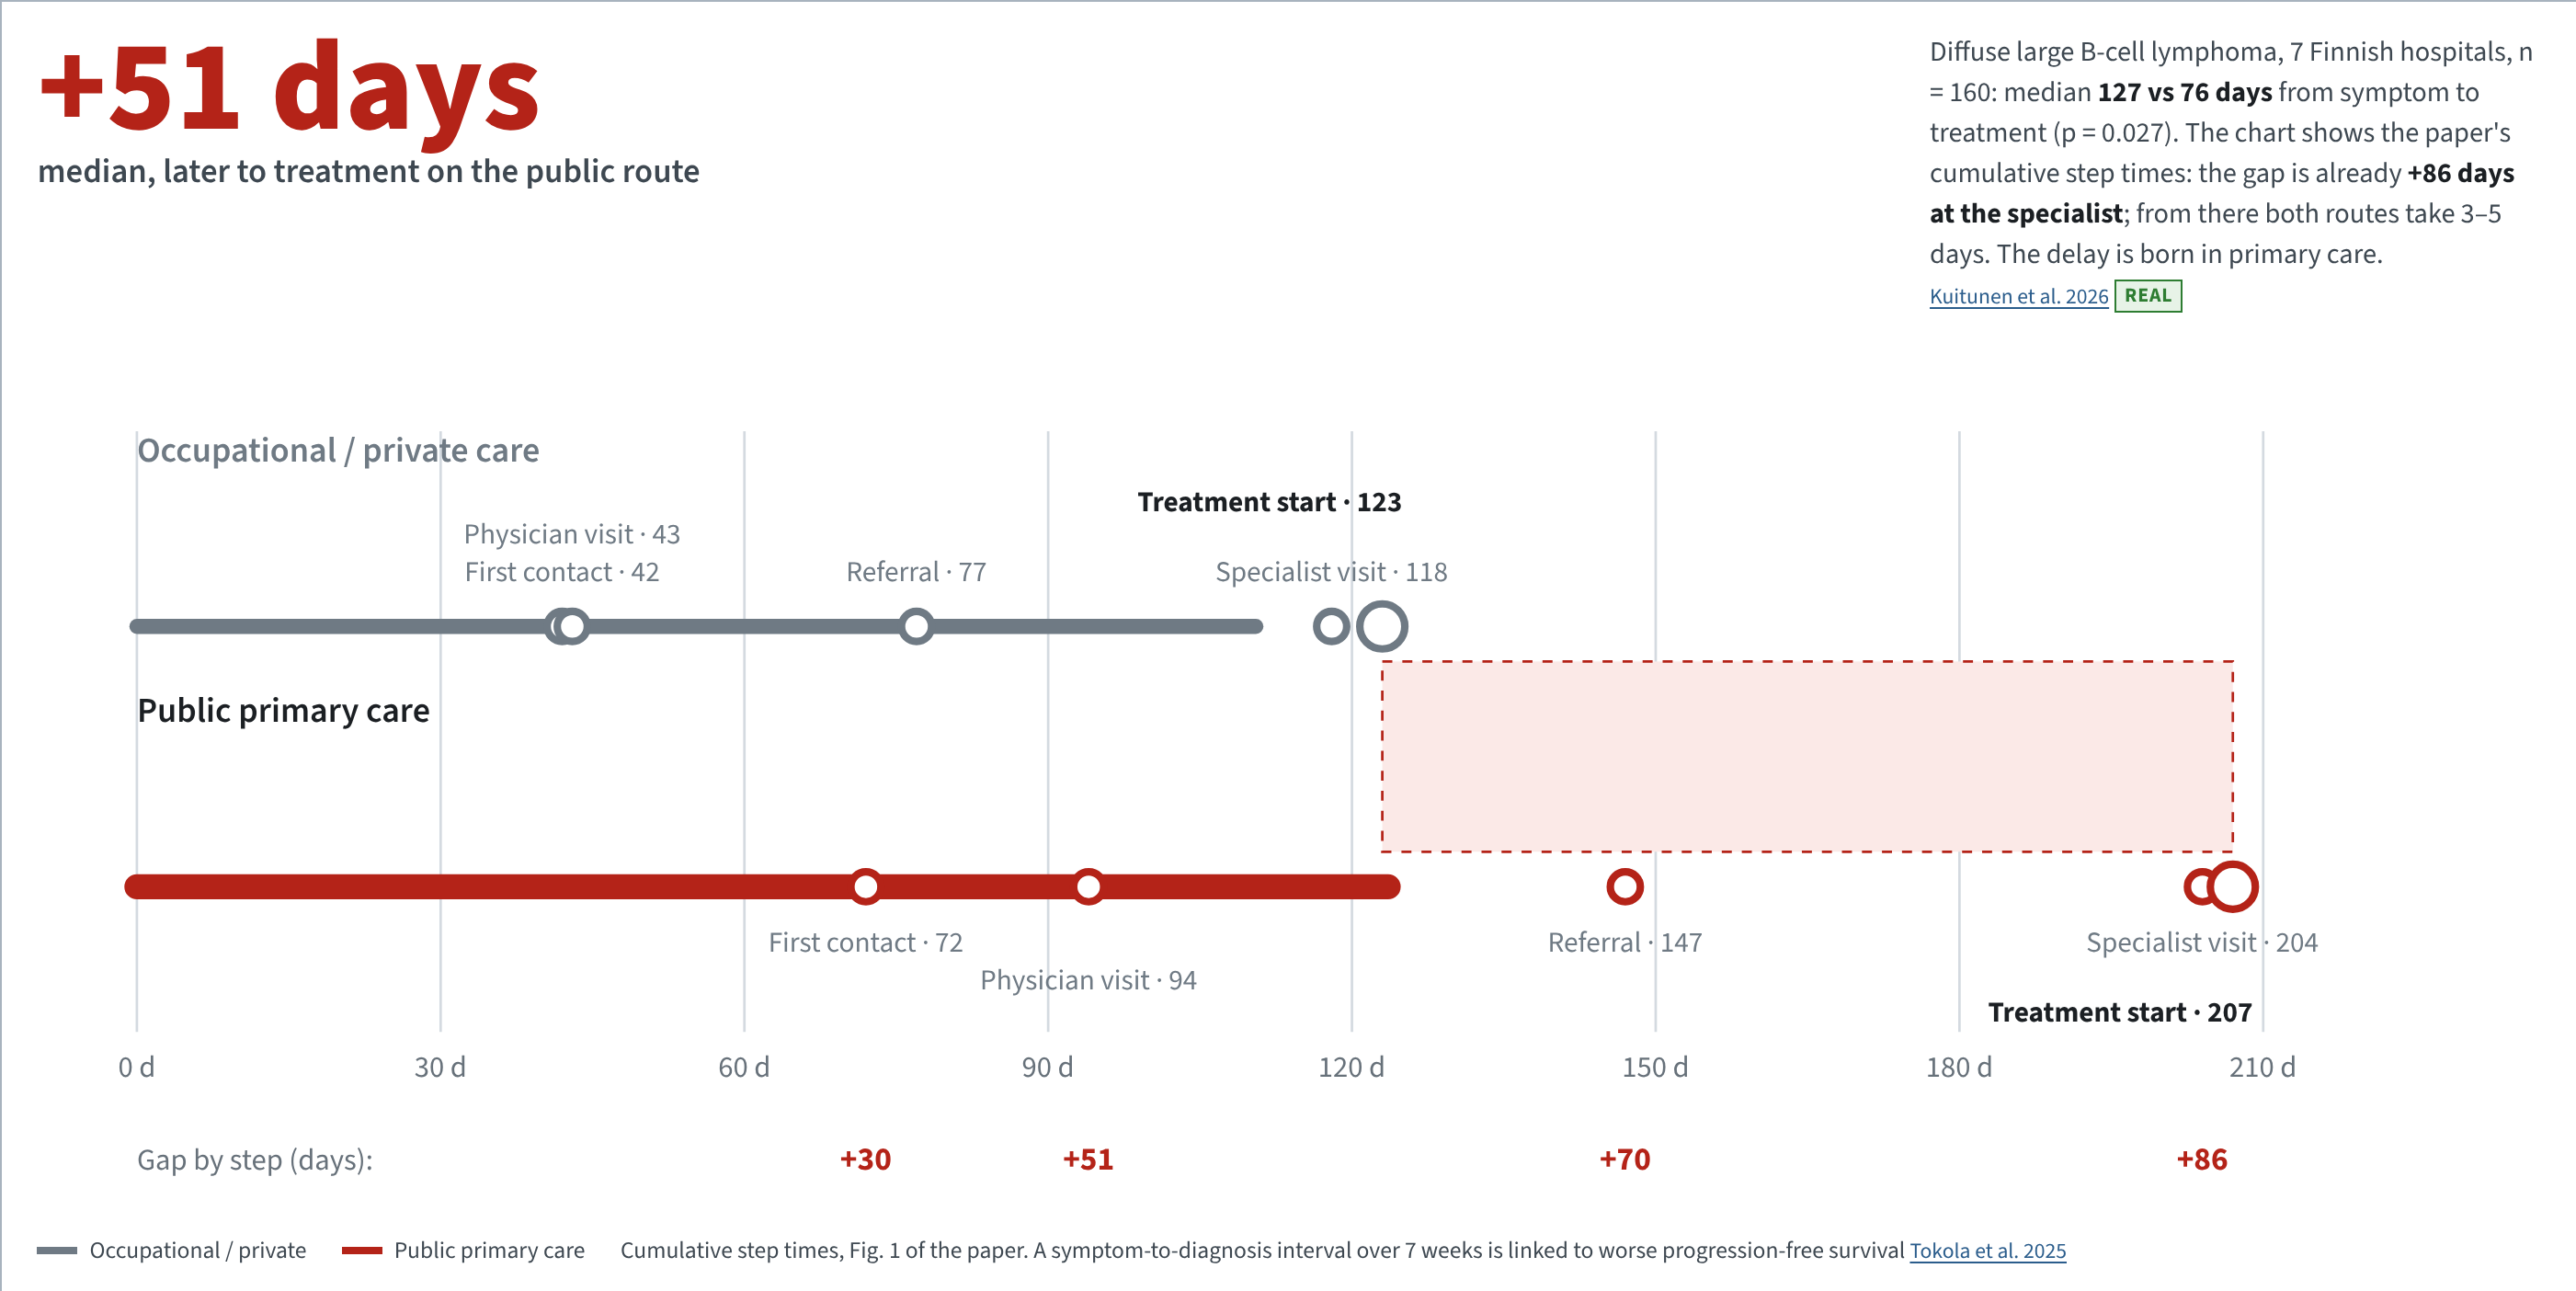 +51 days
median, later to treatment on the public route
Diffuse large B-cell lymphoma, 7 Finnish hospitals, n
= 160: median 127 vs 76 days from symptom to
treatment (p = 0.027). The chart shows the paper's
cumulative step times: the gap is already +86 days
at the specialist; from there both routes take 3–5
days. The delay is born in primary care.
Kuitunen et al. 2026 REAL
Occupational / private care
Treatment start · 123
Physician visit · 43
First contact · 42
Referral · 77
Specialist visit · 118
Public primary care
First contact · 72
Physician visit · 94
Referral · 147
Specialist visit · 204
Treatment start · 207
0 d 30 d 60 d 90 d 120 d 150 d 180 d 210 d
Gap by step (days): +30 +51 +70 +86
Occupational / private Public primary care Cumulative step times, Fig. 1 of the paper. A symptom-to-diagnosis interval over 7 weeks is linked to worse progression-free survival Tokola et al. 2025